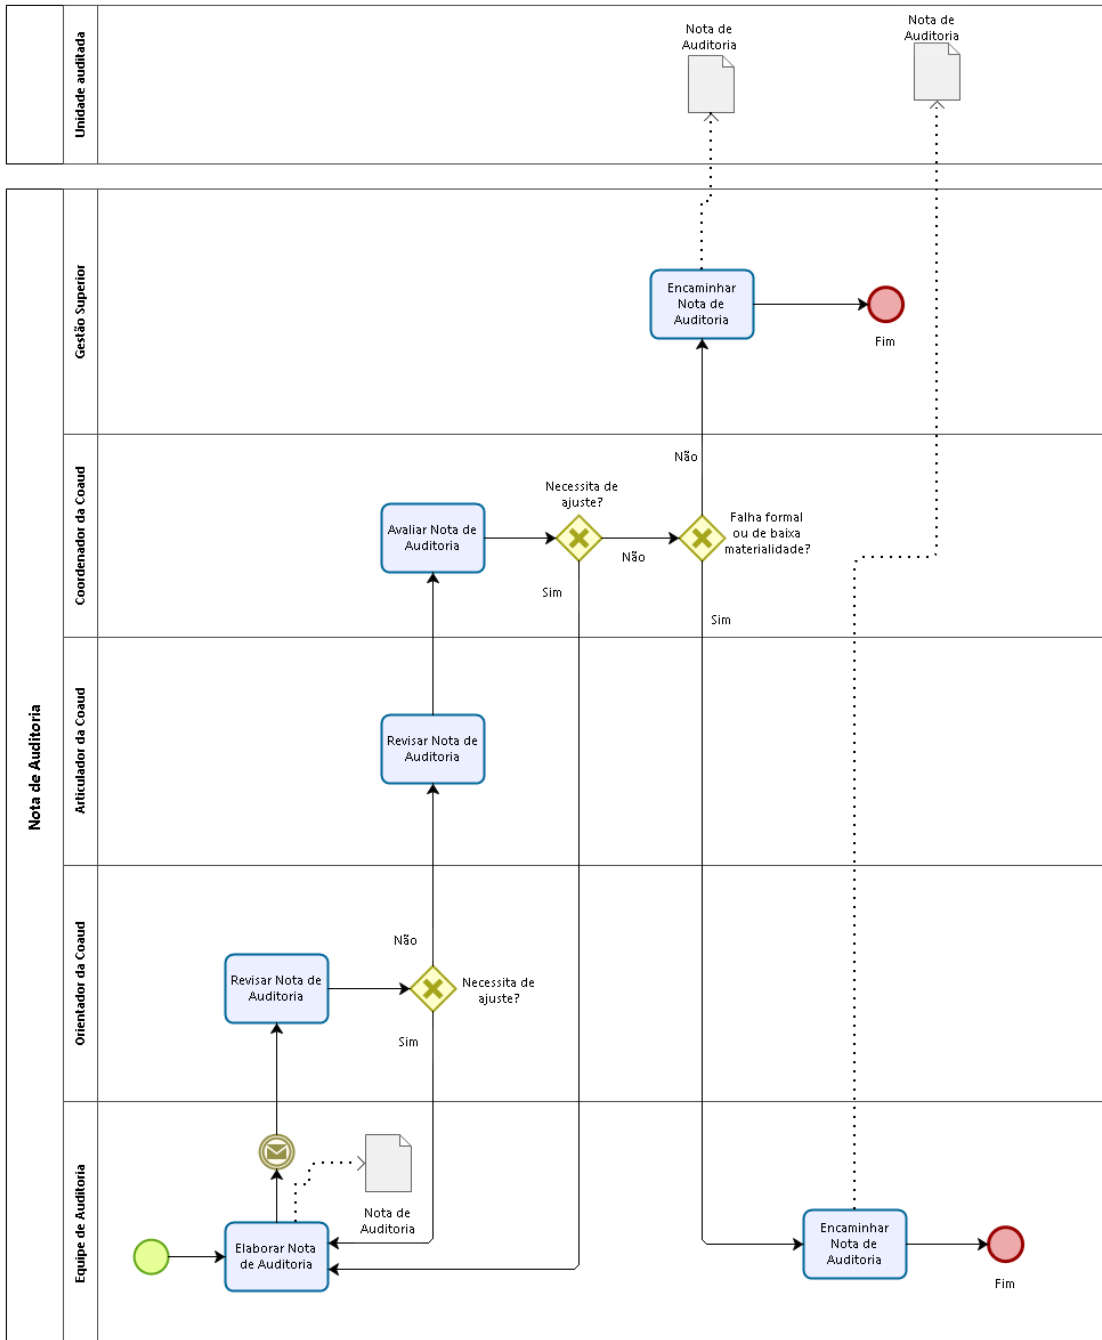 Unidade auditada
Nota de
Auditoria
Nota de
Auditoria
Nota de Auditoria
Gestão Superior
Encaminhar
Nota de
Auditoria
Fim
Coordenador da Coaud
Não
Necessita de
ajuste?
Avaliar Nota de
Auditoria
Falha formal
ou de baixa
materialidade?
Não
Sim
Sim
Articulador da Coaud
Revisar Nota de
Auditoria
Orientador da Coaud
Não
Revisar Nota de
Auditoria
Necessita de
ajuste?
Sim
Equipe de Auditoria
Nota de
Auditoria
Elaborar Nota
de Auditoria
Encaminhar
Nota de
Auditoria
Fim